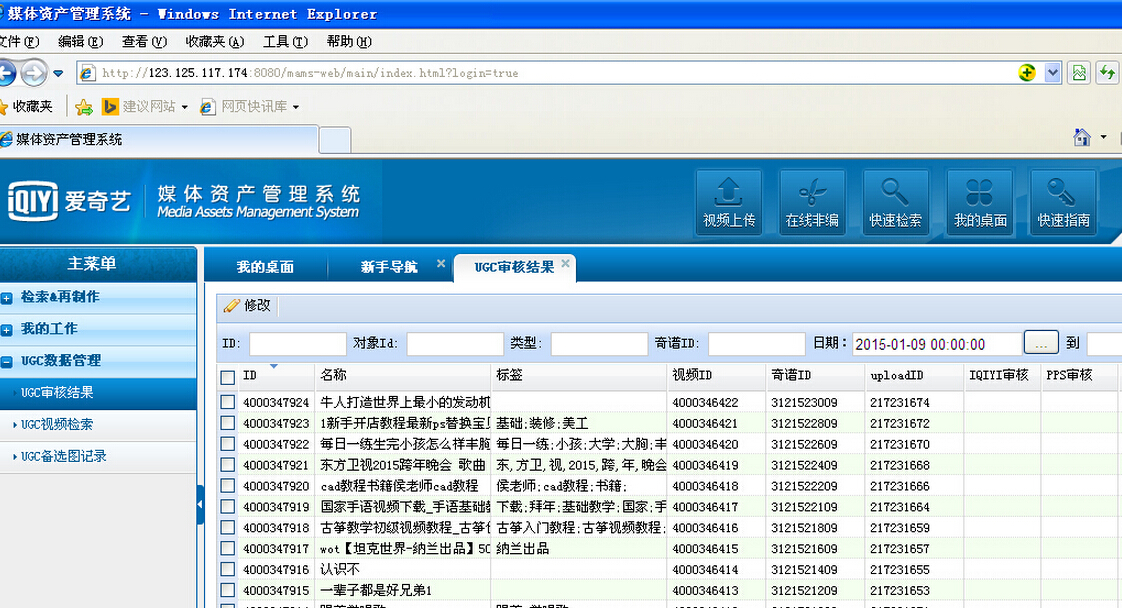 媒体资产管理系统 - Windows Internet Explorer
文件(F) 编辑(E) 查看(V) 收藏夹(A) 工具(T) 帮助(H)
http://123.125.117.174:8080/mams-web/main/index.html?login=true
收藏夹 建议网站 网页快讯库
媒体资产管理系统
iQIYI 爱奇艺 媒体资产管理系统
Media Assets Management System
视频上传 在线非编 快速检索 我的桌面 快速指南
主菜单
我的桌面 新手导航 UGC审核结果
检索&再制作
我的工作
UGC数据管理
UGC审核结果
UGC视频检索
UGC备选图记录
修改
ID: 对象Id: 类型: 寄谱ID: 日期: 2015-01-09 00:00:00 ... 到
ID 名称 标签 视频ID 寄谱ID uploadID IQIYI审核 PPS审核
4000347924 牛人打造世界上最小的发动机 4000346422 3121523009 217231674
4000347923 1新手开店教程最新ps替换宝贝 基础;装修;美工 4000346421 3121522809 217231672
4000347922 每日一练生完小孩怎么样丰胸 每日一练;小孩;大学;大胸;丰 4000346420 3121522609 217231670
4000347921 东方卫视2015跨年晚会 歌曲 东,方,卫,视,2015,跨,年,晚会 4000346419 3121522409 217231668
4000347920 cad教程书籍侯老师cad教程 侯老师;cad教程;书籍; 4000346418 3121522209 217231666
4000347919 国家手语视频下载_手语基础教 下载;拜年;基础教学;国家;手 4000346417 3121522109 217231664
4000347918 古筝教学初级视频教程_古筝 古筝入门教程;古筝视频教程; 4000346416 3121521809 217231659
4000347917 wot【坦克世界-纳兰出品】50 纳兰出品 4000346415 3121521609 217231657
4000347916 认识不 4000346414 3121521409 217231655
4000347915 一辈子都是好兄弟1 4000346413 3121521209 217231653